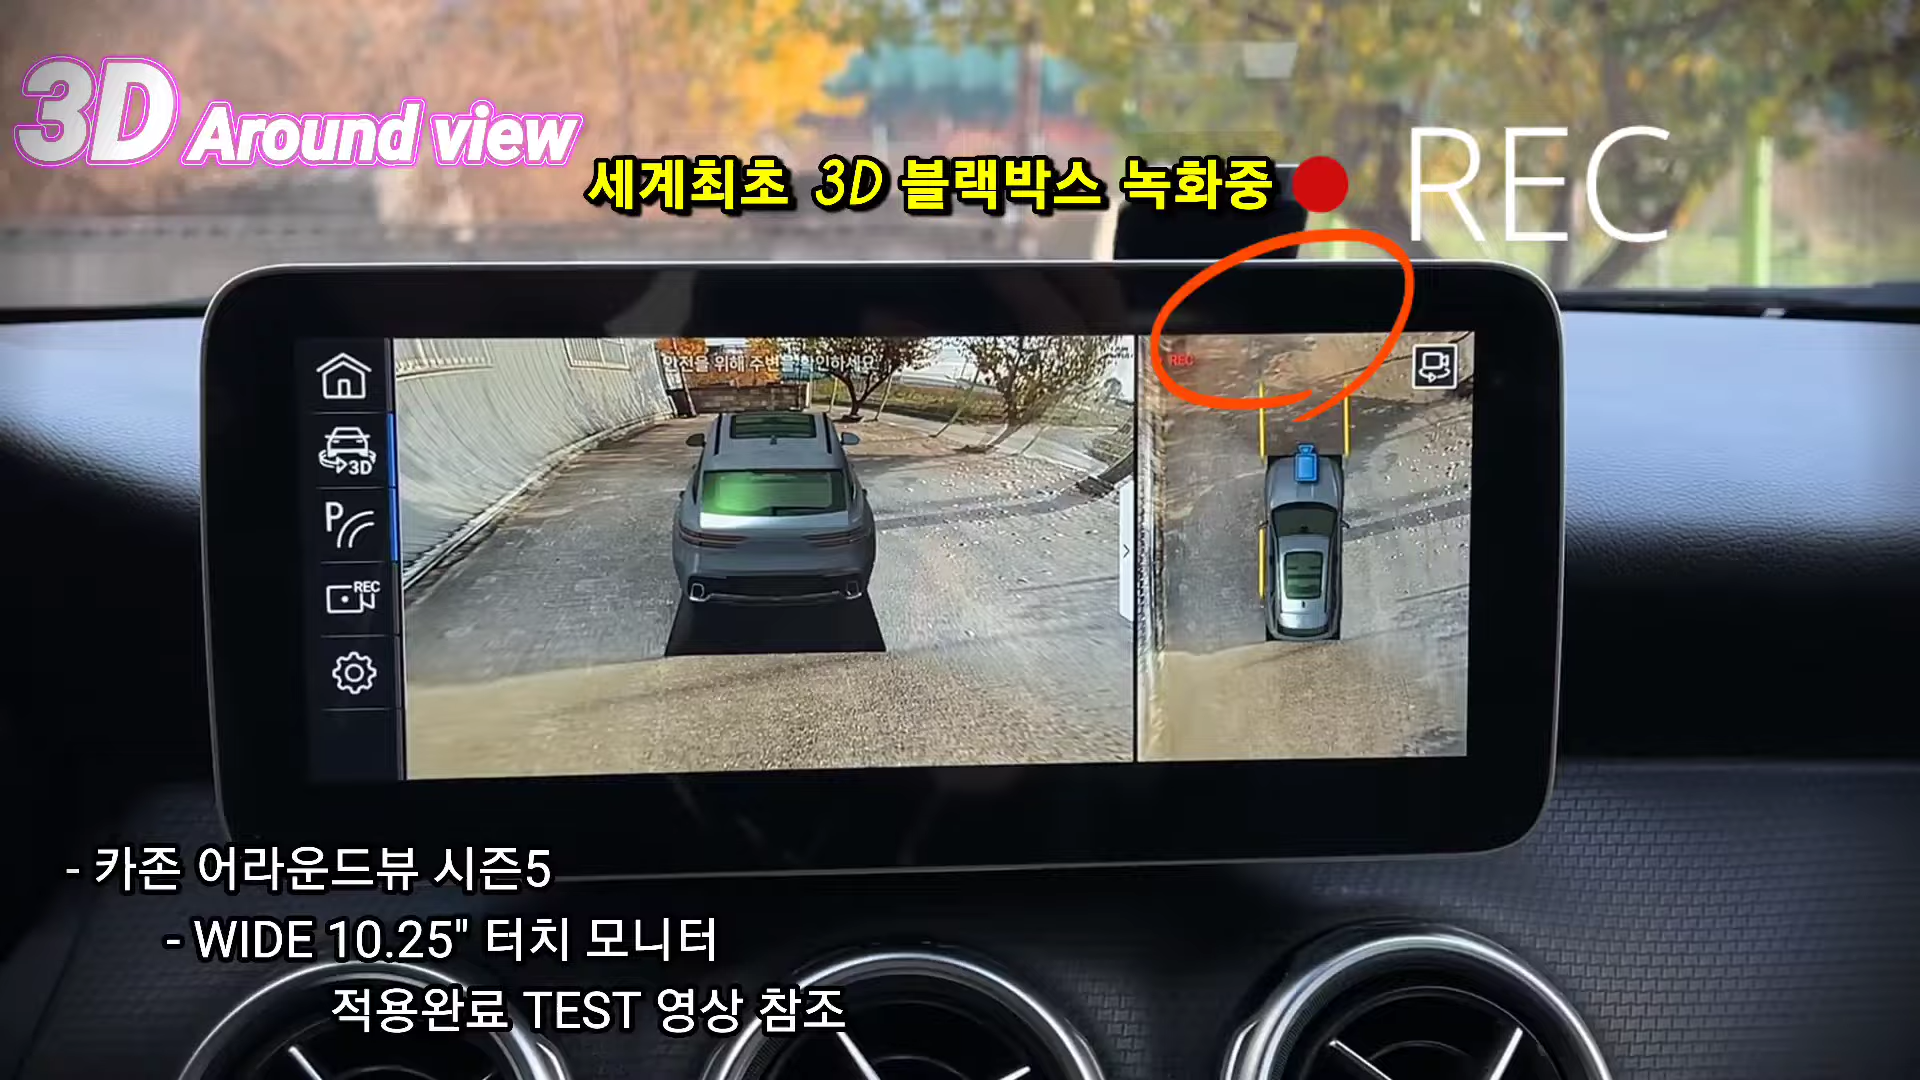 3D Around view
세계최초 3D 블랙박스 녹화중
REC
안전을 위해 주변을 확인하세요
REC
3D
P
REC
- 카존 어라운드뷰 시즌5
- WIDE 10.25" 터치 모니터
적용완료 TEST 영상 참조